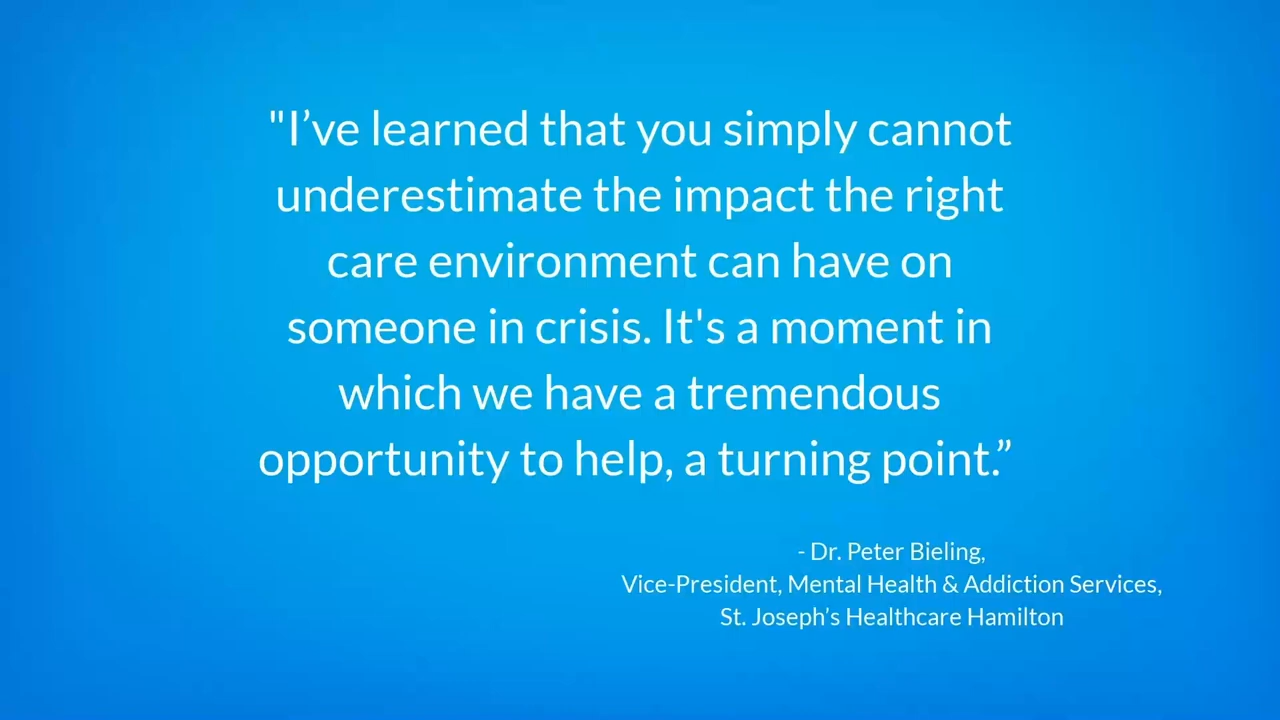 "I’ve learned that you simply cannot
underestimate the impact the right
care environment can have on
someone in crisis. It's a moment in
which we have a tremendous
opportunity to help, a turning point.”
- Dr. Peter Bieling,
Vice-President, Mental Health & Addiction Services,
St. Joseph’s Healthcare Hamilton